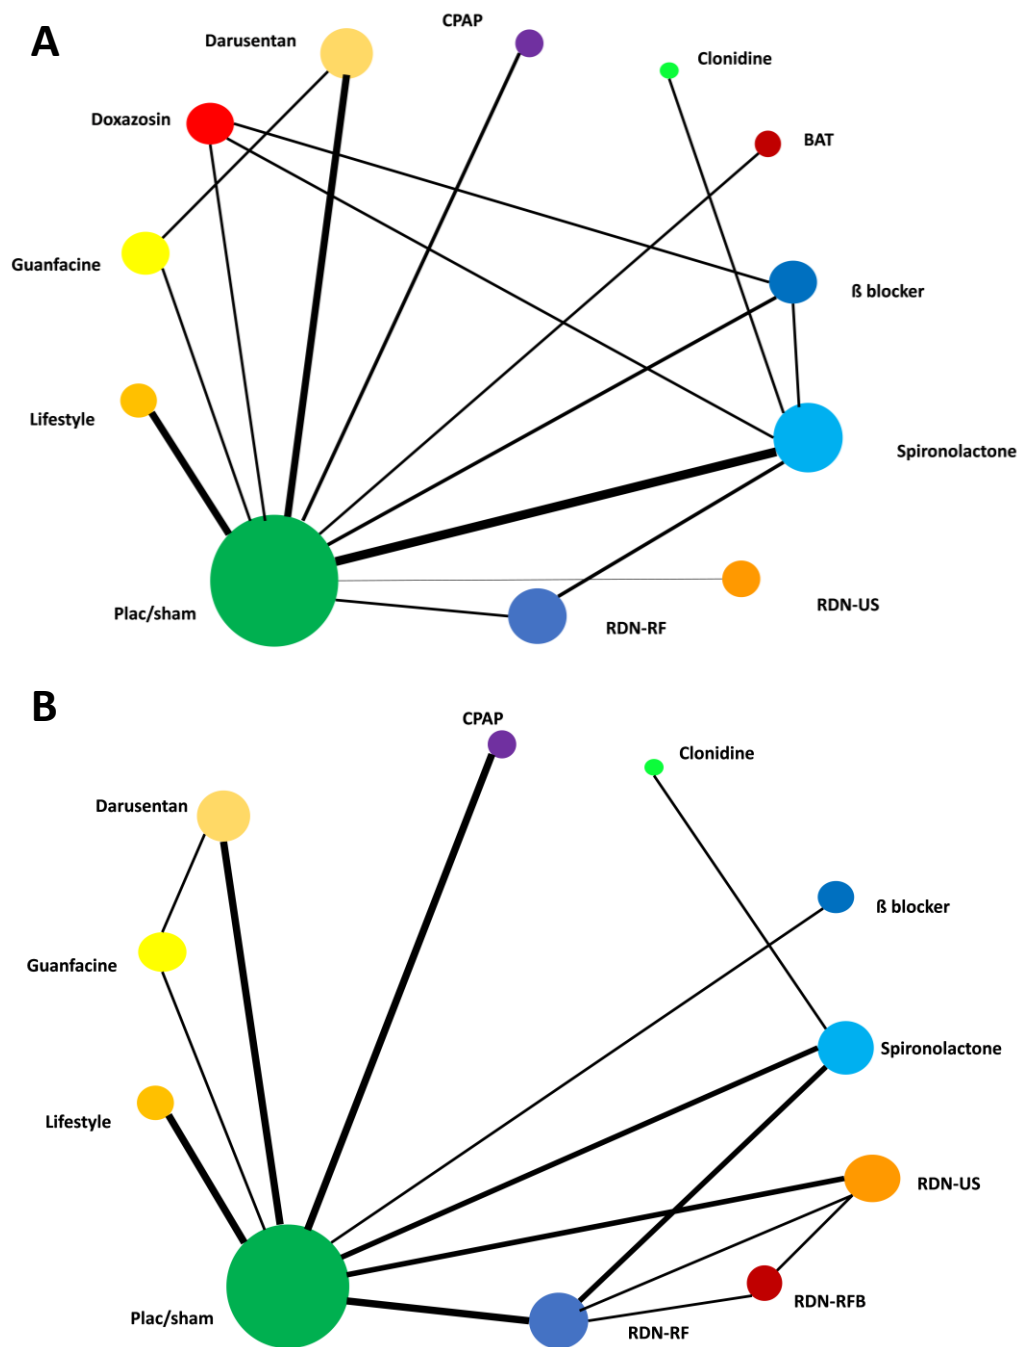 A
CPAP
Darusentan
Clonidine
Doxazosin
BAT
Guanfacine
ß blocker
Lifestyle
Spironolactone
Plac/sham
RDN-US
RDN-RF
B
CPAP
Clonidine
Darusentan
ß blocker
Guanfacine
Spironolactone
Lifestyle
RDN-US
RDN-RFB
Plac/sham
RDN-RF